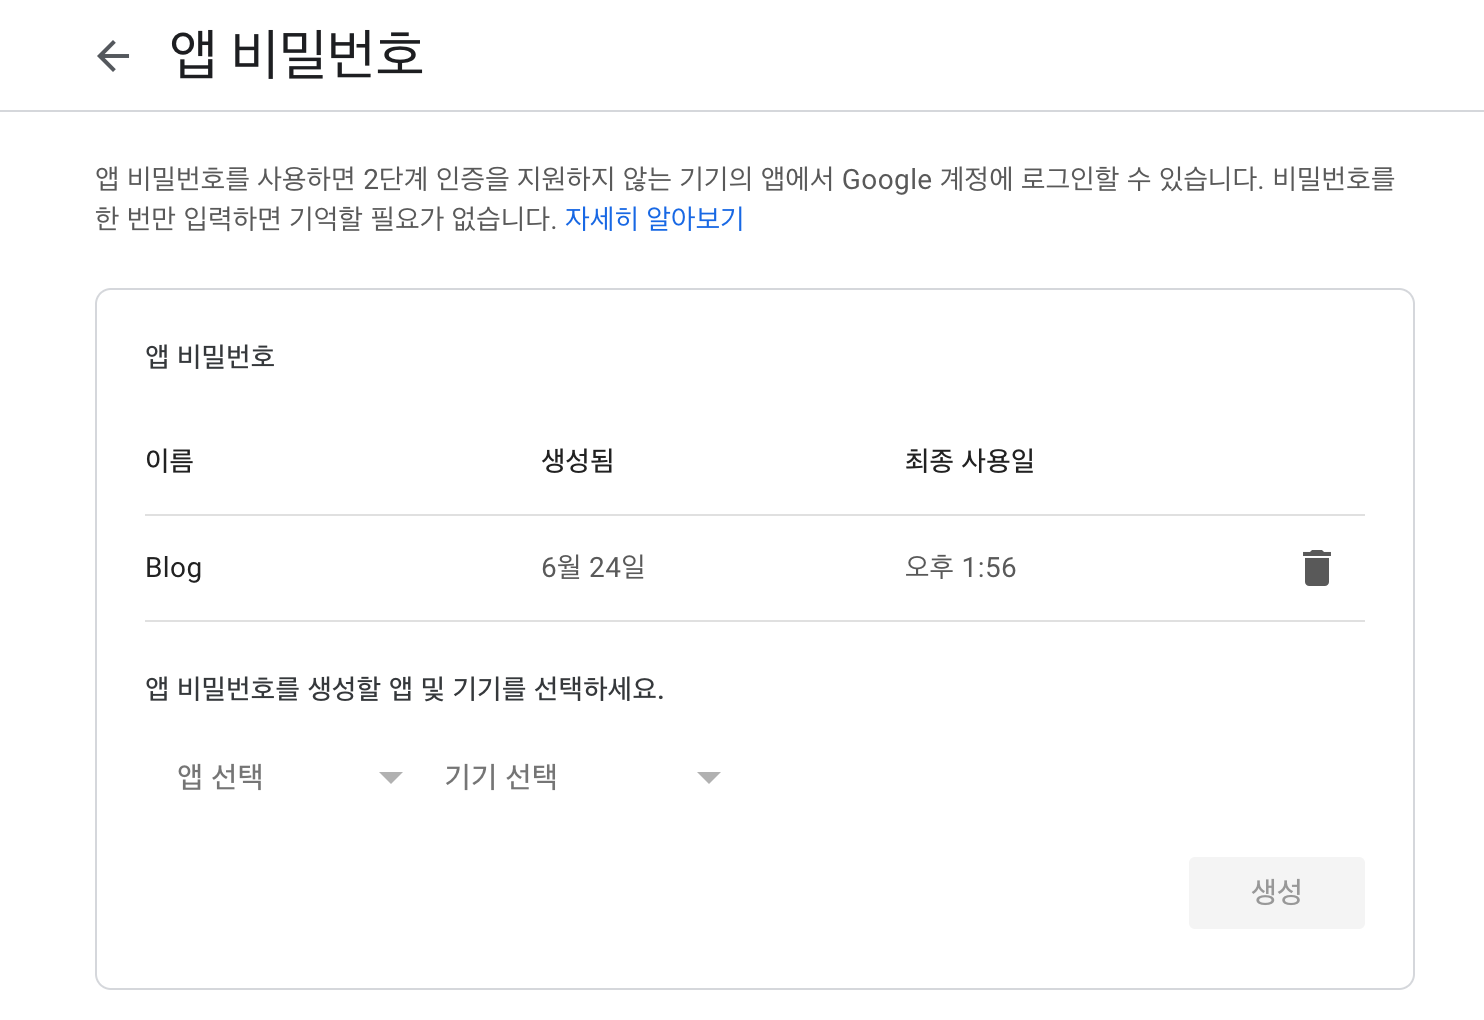 앱 비밀번호
앱 비밀번호를 사용하면 2단계 인증을 지원하지 않는 기기의 앱에서 Google 계정에 로그인할 수 있습니다. 비밀번호를
한 번만 입력하면 기억할 필요가 없습니다. 자세히 알아보기
앱 비밀번호
이름 생성됨 최종 사용일
Blog 6월 24일 오후 1:56
앱 비밀번호를 생성할 앱 및 기기를 선택하세요.
앱 선택 기기 선택
생성